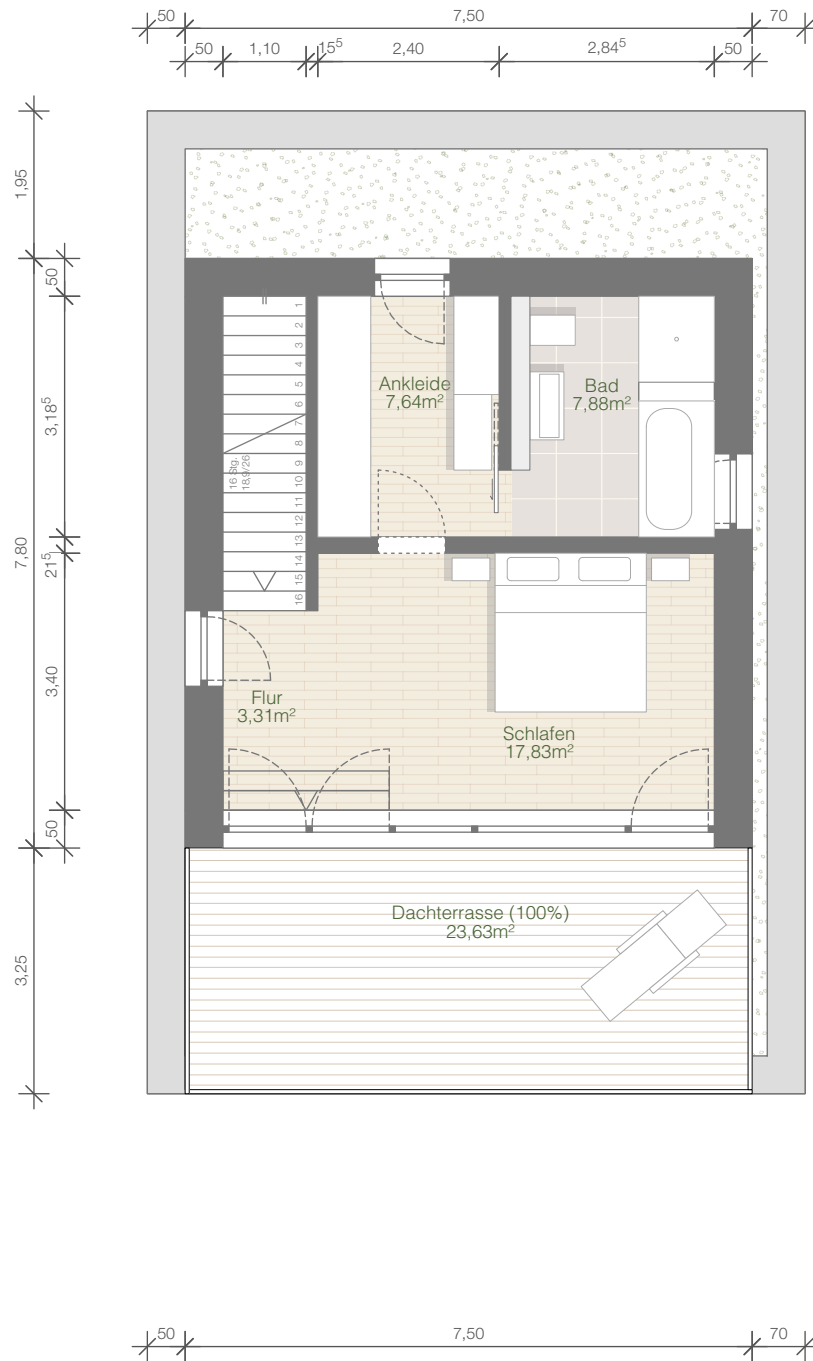 50 7,50 70
50 1,10 15⁵ 2,40 2,84⁵ 50
1,95
50
1
2
3
4
5
6
7
8
9
10
11
12
13
14
15
16
Ankleide
7,64m²
Bad
7,88m²
3,18⁵
16 Stg.
18,9/26
7,80
21⁵
3,40
Flur
3,31m²
Schlafen
17,83m²
50
Dachterrasse (100%)
23,63m²
3,25
50 7,50 70